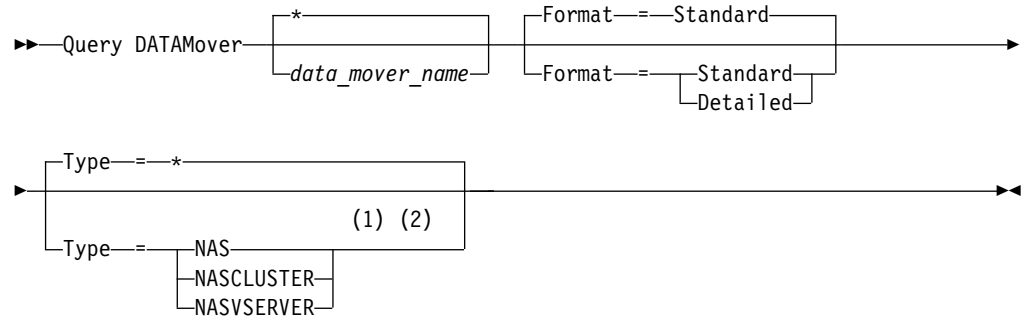 *
Format = Standard
Query DATAMover
data_mover_name
Format = Standard
Detailed
Type = *
(1) (2)
Type = NAS
NASCLUSTER
NASVSERVER